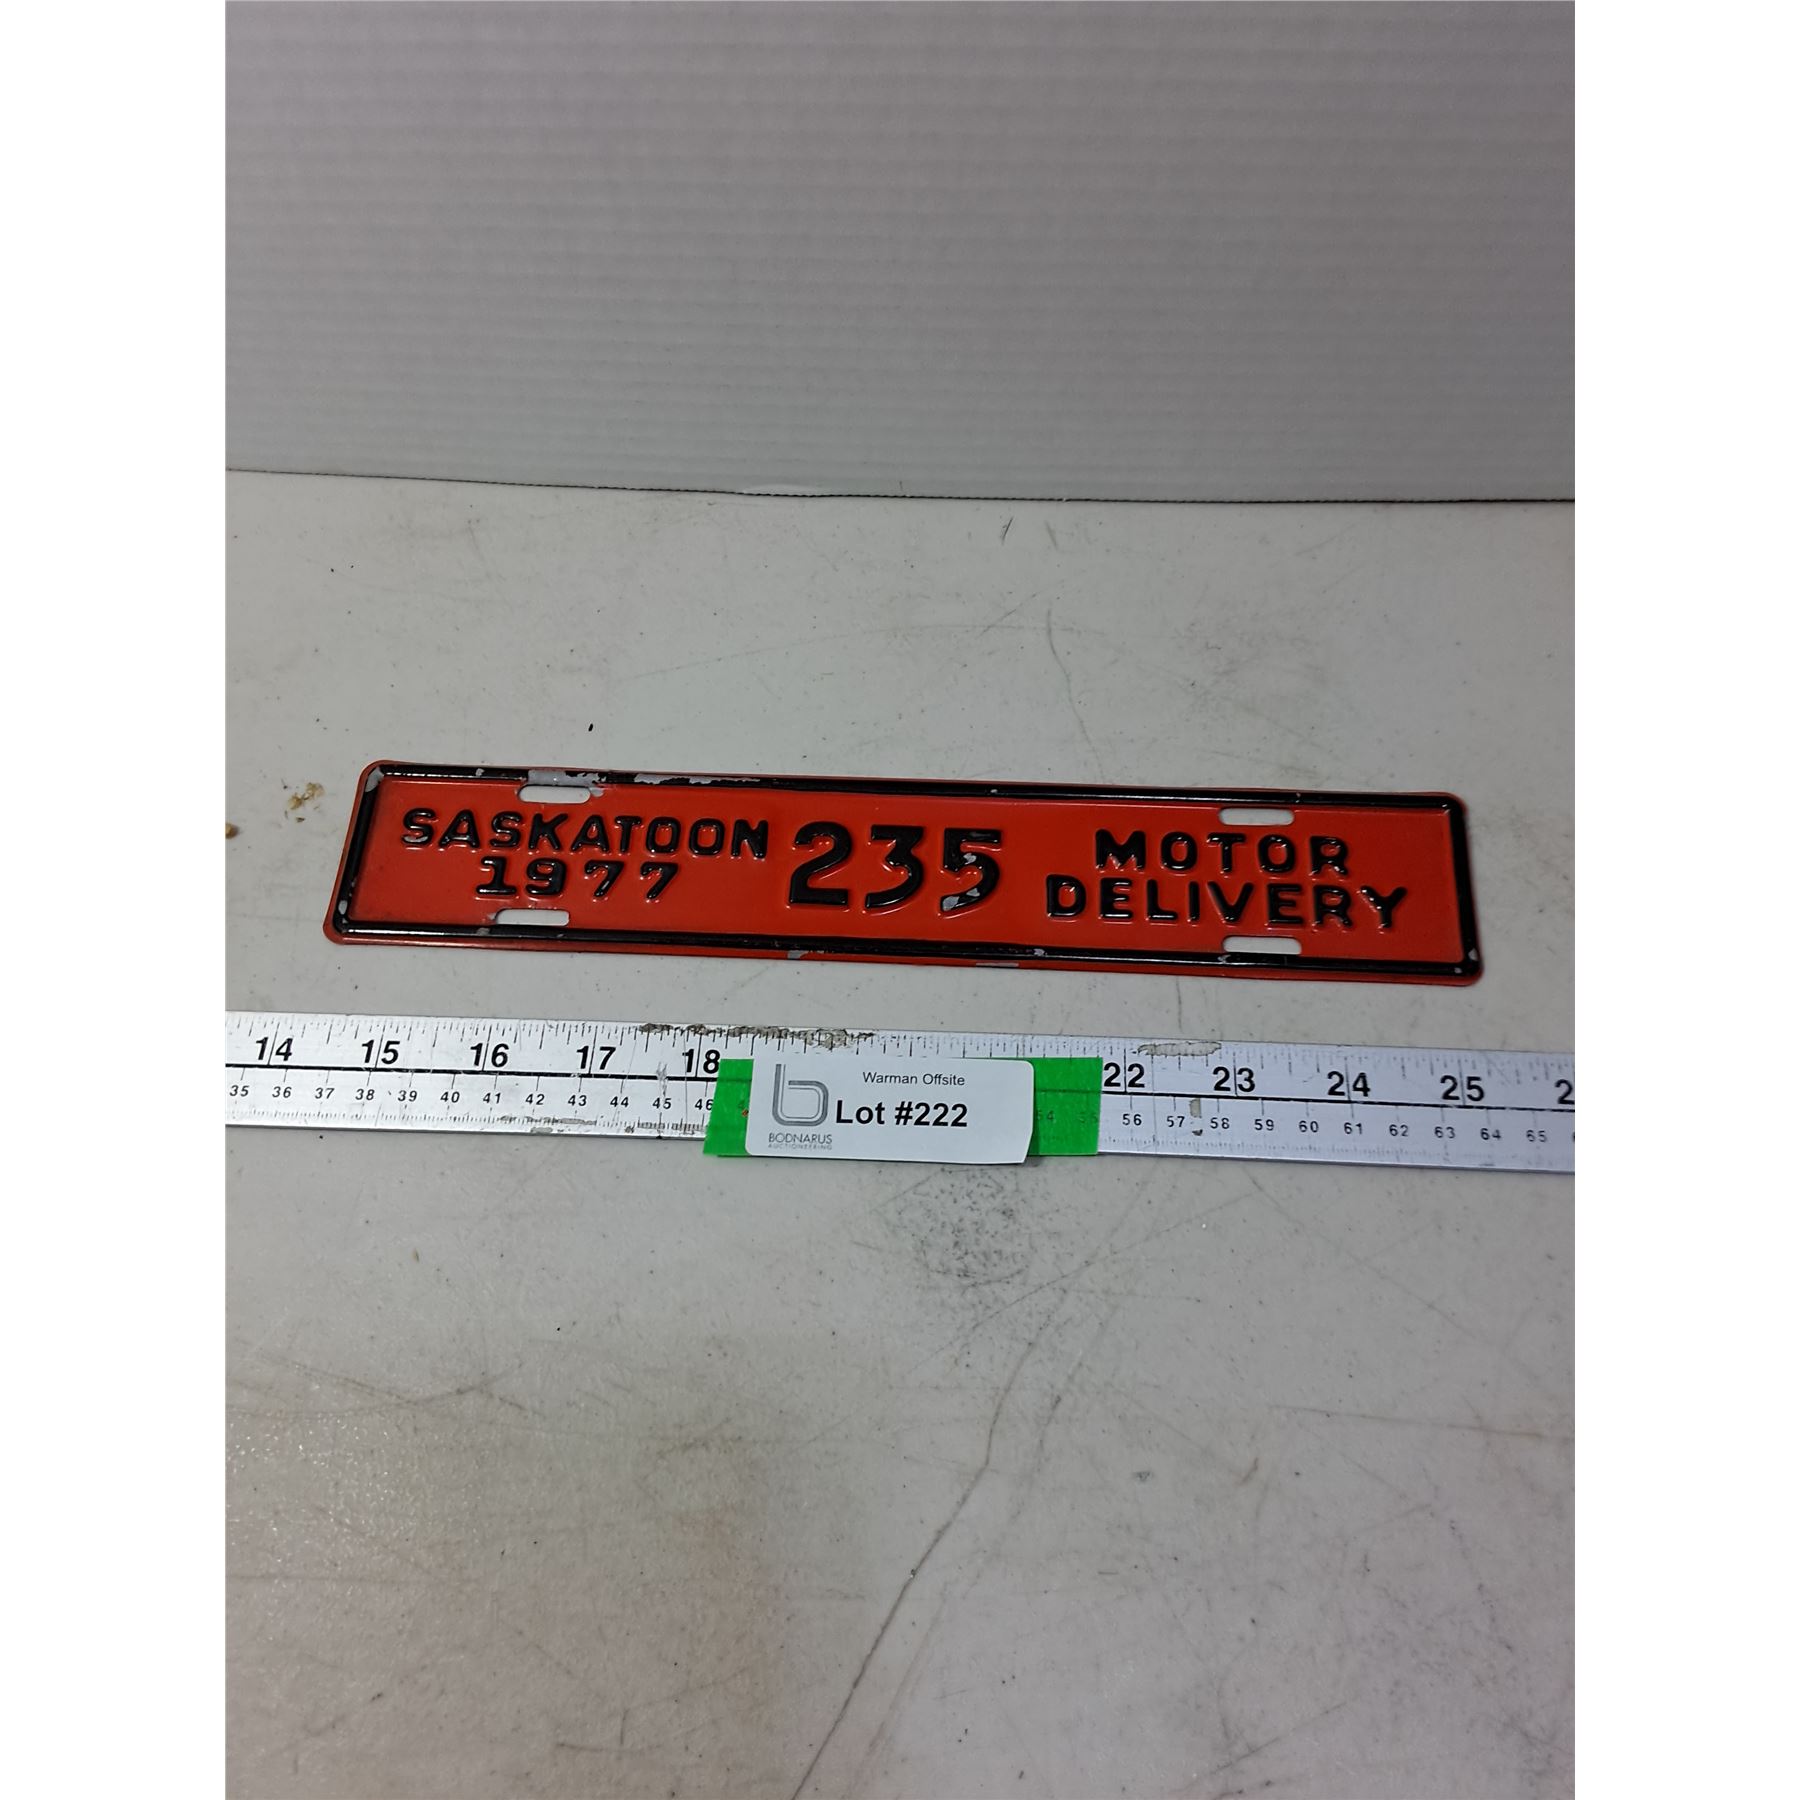 SASKATOON 235 MOTOR
1977 DELIVERY
14 15 16 17 18 22 23 24 25
35 36 37 38 39 40 41 42 43 44 45 46 54 56 57 58 59 60 61 62 63 64 65
Warman Offsite
Lot #222
BODNARUS
AUCTIONEERING